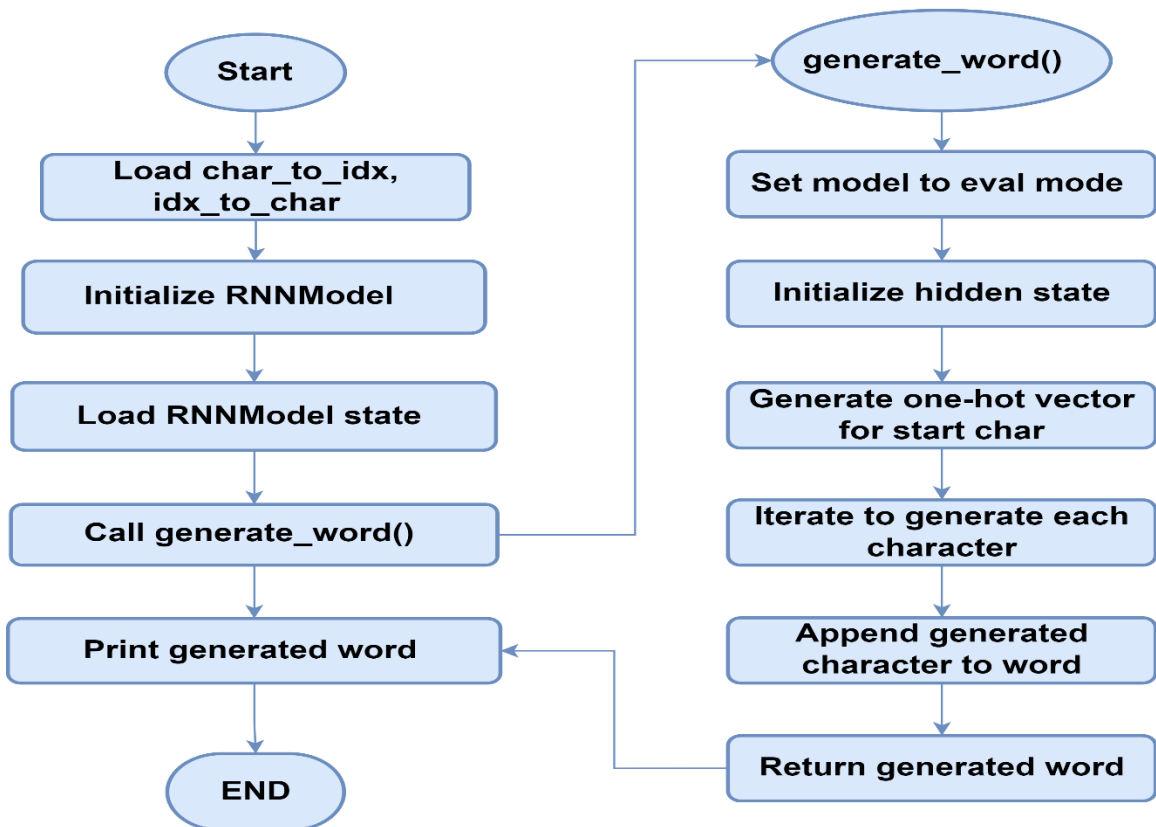 Start
Load char_to_idx,
idx_to_char
Initialize RNNModel
Load RNNModel state
Call generate_word()
Print generated word
END
generate_word()
Set model to eval mode
Initialize hidden state
Generate one-hot vector
for start char
Iterate to generate each
character
Append generated
character to word
Return generated word